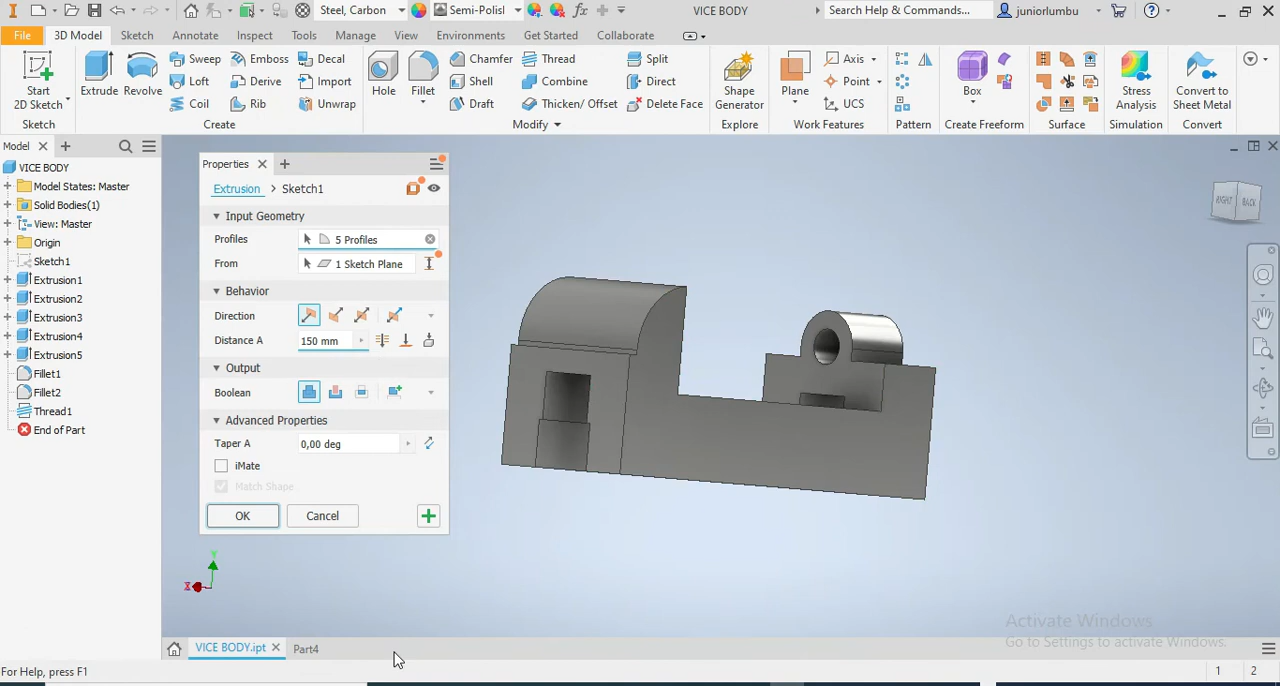 Steel, Carbon
Semi-Polisl
VICE BODY
Search Help & Commands...
juniorlumbu
File
3D Model
Sketch
Annotate
Inspect
Tools
Manage
View
Environments
Get Started
Collaborate
Start
2D Sketch
Extrude
Revolve
Sweep
Emboss
Decal
Loft
Derive
Import
Coil
Rib
Unwrap
Hole
Fillet
Chamfer
Thread
Split
Shell
Combine
Direct
Draft
Thicken/ Offset
Delete Face
Shape
Generator
Plane
Axis
Point
UCS
Box
Stress
Analysis
Convert to
Sheet Metal
Sketch
Create
Modify
Explore
Work Features
Pattern
Create Freeform
Surface
Simulation
Convert
Model
VICE BODY
Model States: Master
Solid Bodies(1)
View: Master
Origin
Sketch1
Extrusion1
Extrusion2
Extrusion3
Extrusion4
Extrusion5
Fillet1
Fillet2
Thread1
End of Part
Properties
Extrusion > Sketch1
Input Geometry
Profiles 5 Profiles
From 1 Sketch Plane
Behavior
Direction
Distance A 150 mm
Output
Boolean
Advanced Properties
Taper A 0,00 deg
iMate
Match Shape
OK Cancel
RIGHT BACK
Activate Windows
Go to Settings to activate Windows.
VICE BODY.ipt
Part4
For Help, press F1
1 2